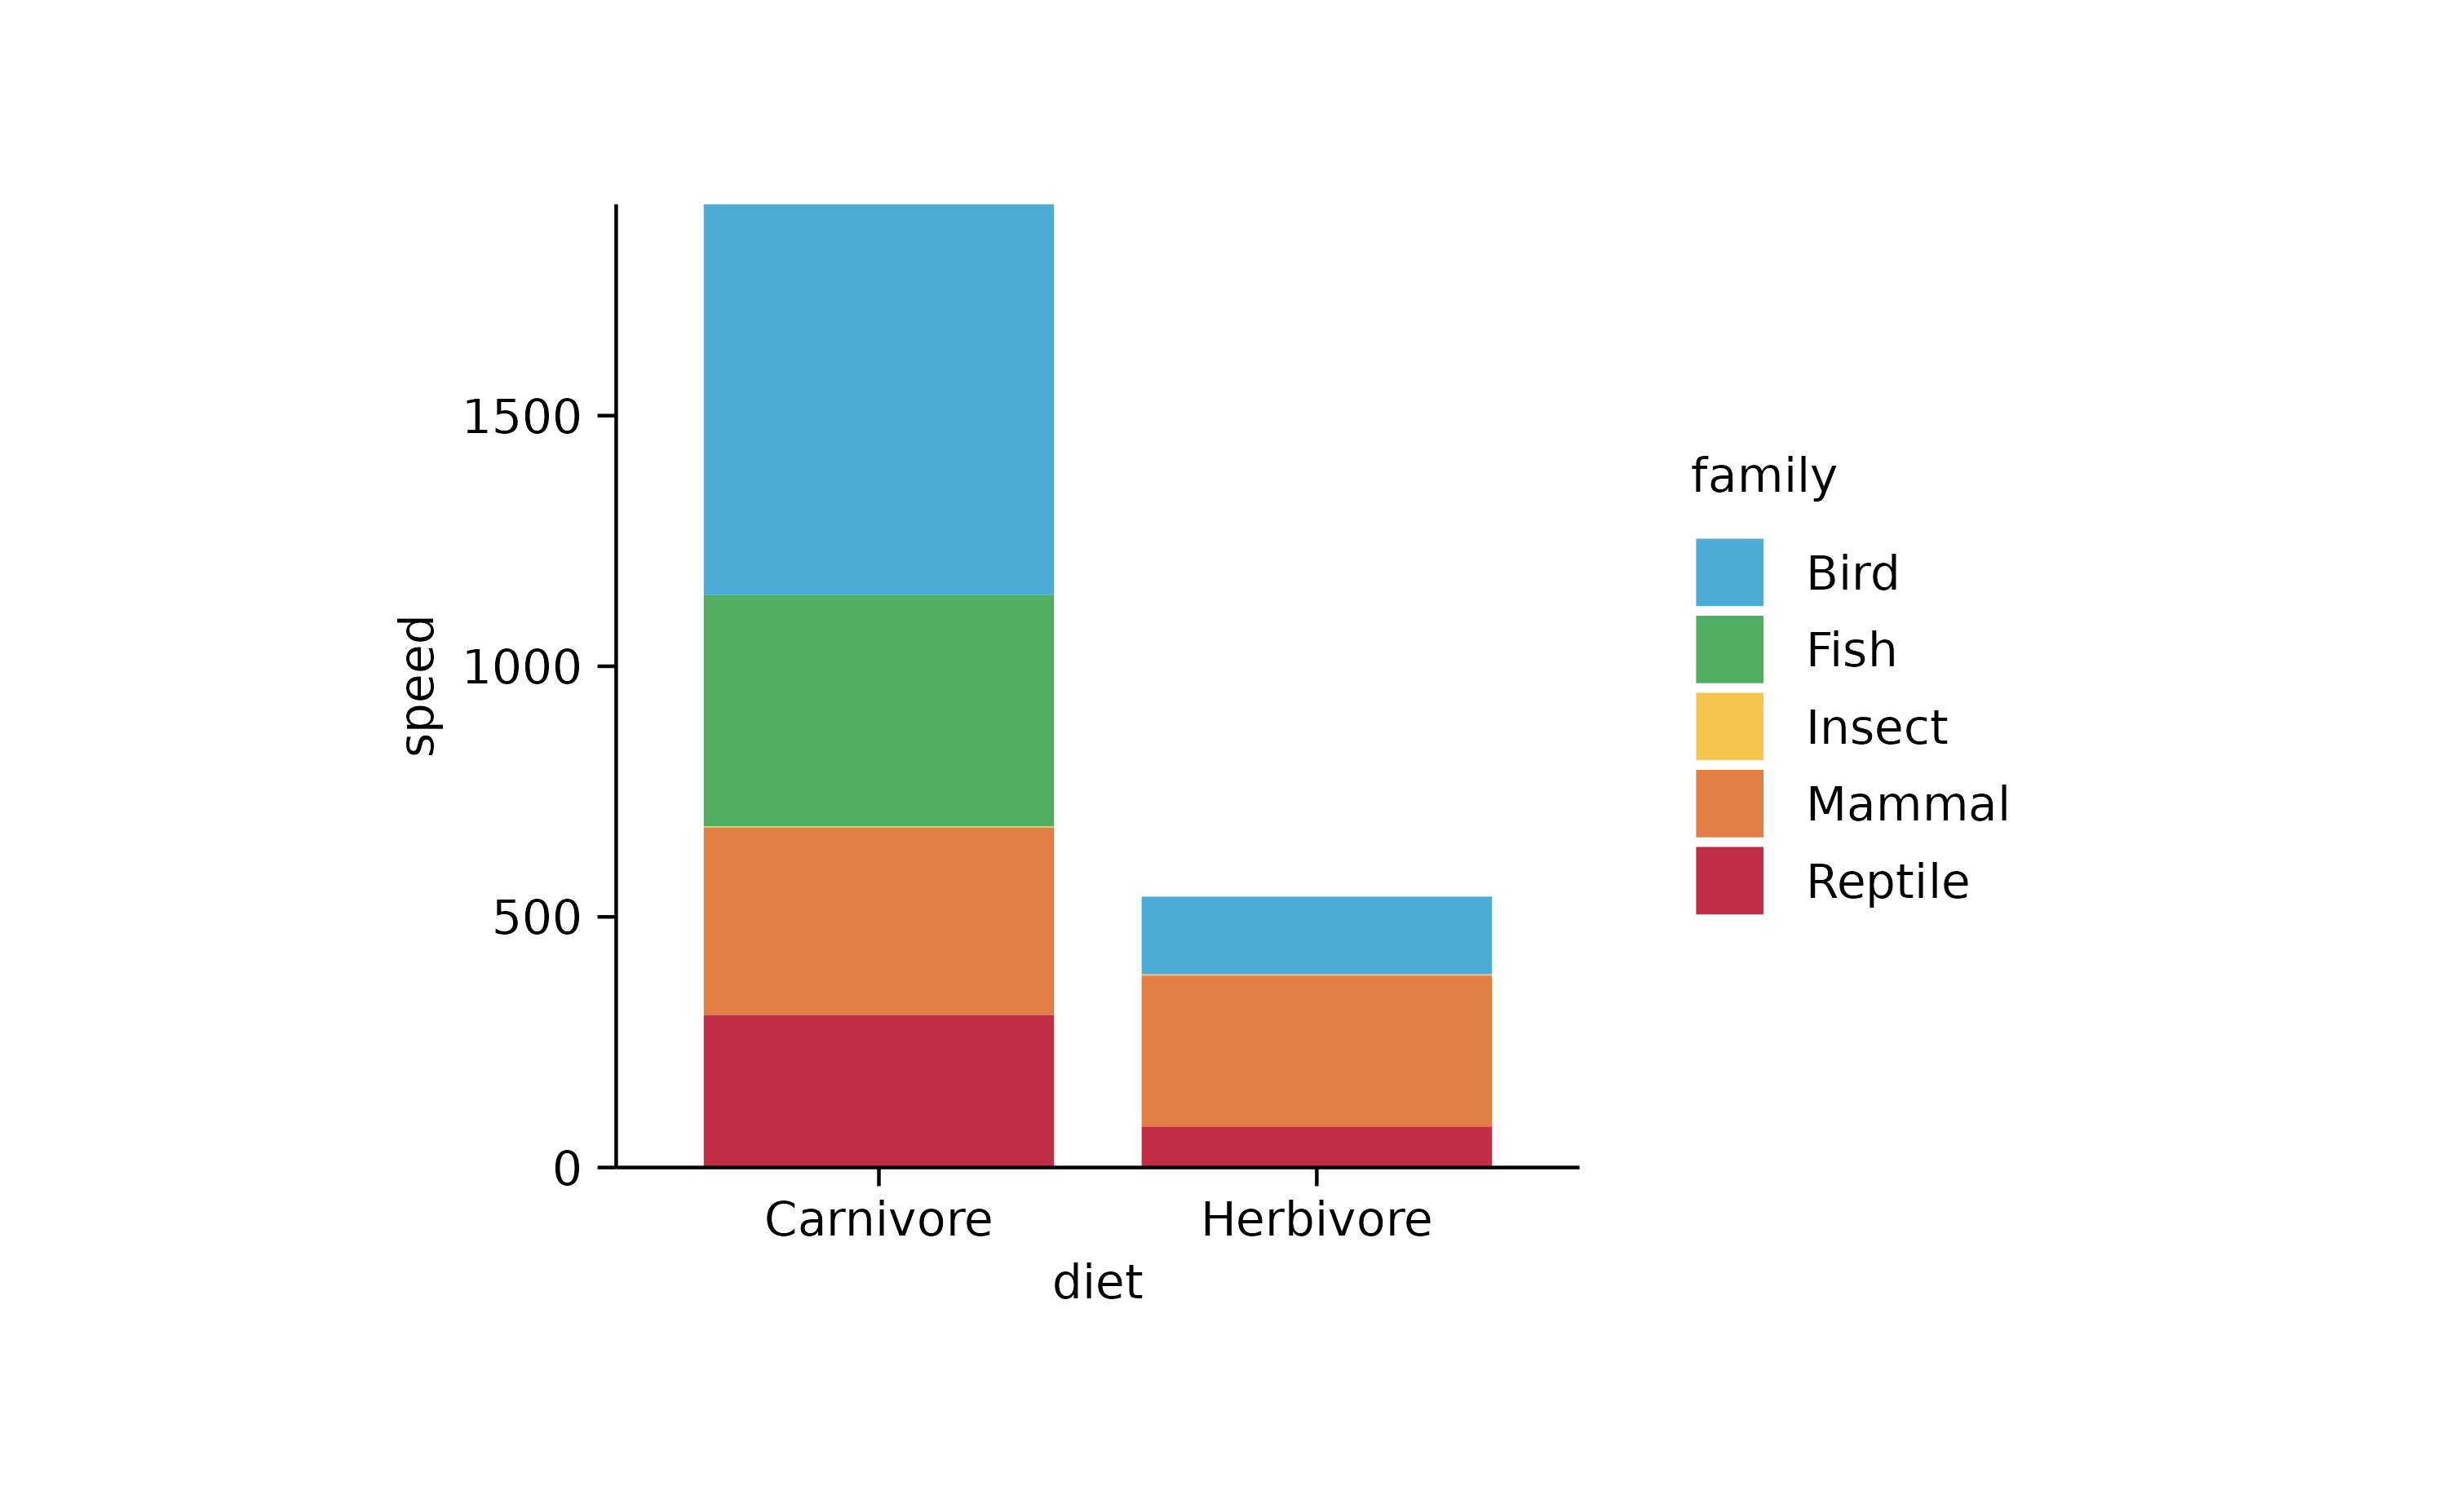 1500
1000
500
0
speed
Carnivore
Herbivore
diet
family
Bird
Fish
Insect
Mammal
Reptile